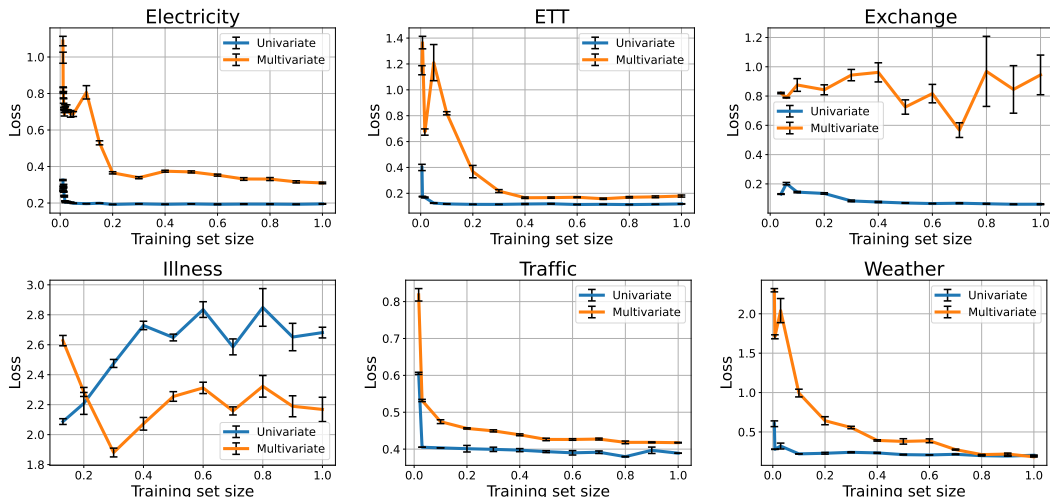 Electricity
Loss
1.0
0.8
0.6
0.4
0.2
0.0 0.2 0.4 0.6 0.8 1.0
Training set size
Univariate
Multivariate
ETT
Loss
1.4
1.2
1.0
0.8
0.6
0.4
0.2
0.0 0.2 0.4 0.6 0.8 1.0
Training set size
Univariate
Multivariate
Exchange
Loss
1.2
1.0
0.8
0.6
0.4
0.2
0.0 0.2 0.4 0.6 0.8 1.0
Training set size
Univariate
Multivariate
Illness
Loss
3.0
2.8
2.6
2.4
2.2
2.0
1.8
0.2 0.4 0.6 0.8 1.0
Training set size
Univariate
Multivariate
Traffic
Loss
0.8
0.7
0.6
0.5
0.4
0.0 0.2 0.4 0.6 0.8 1.0
Training set size
Univariate
Multivariate
Weather
Loss
2.0
1.5
1.0
0.5
0.0 0.2 0.4 0.6 0.8 1.0
Training set size
Univariate
Multivariate